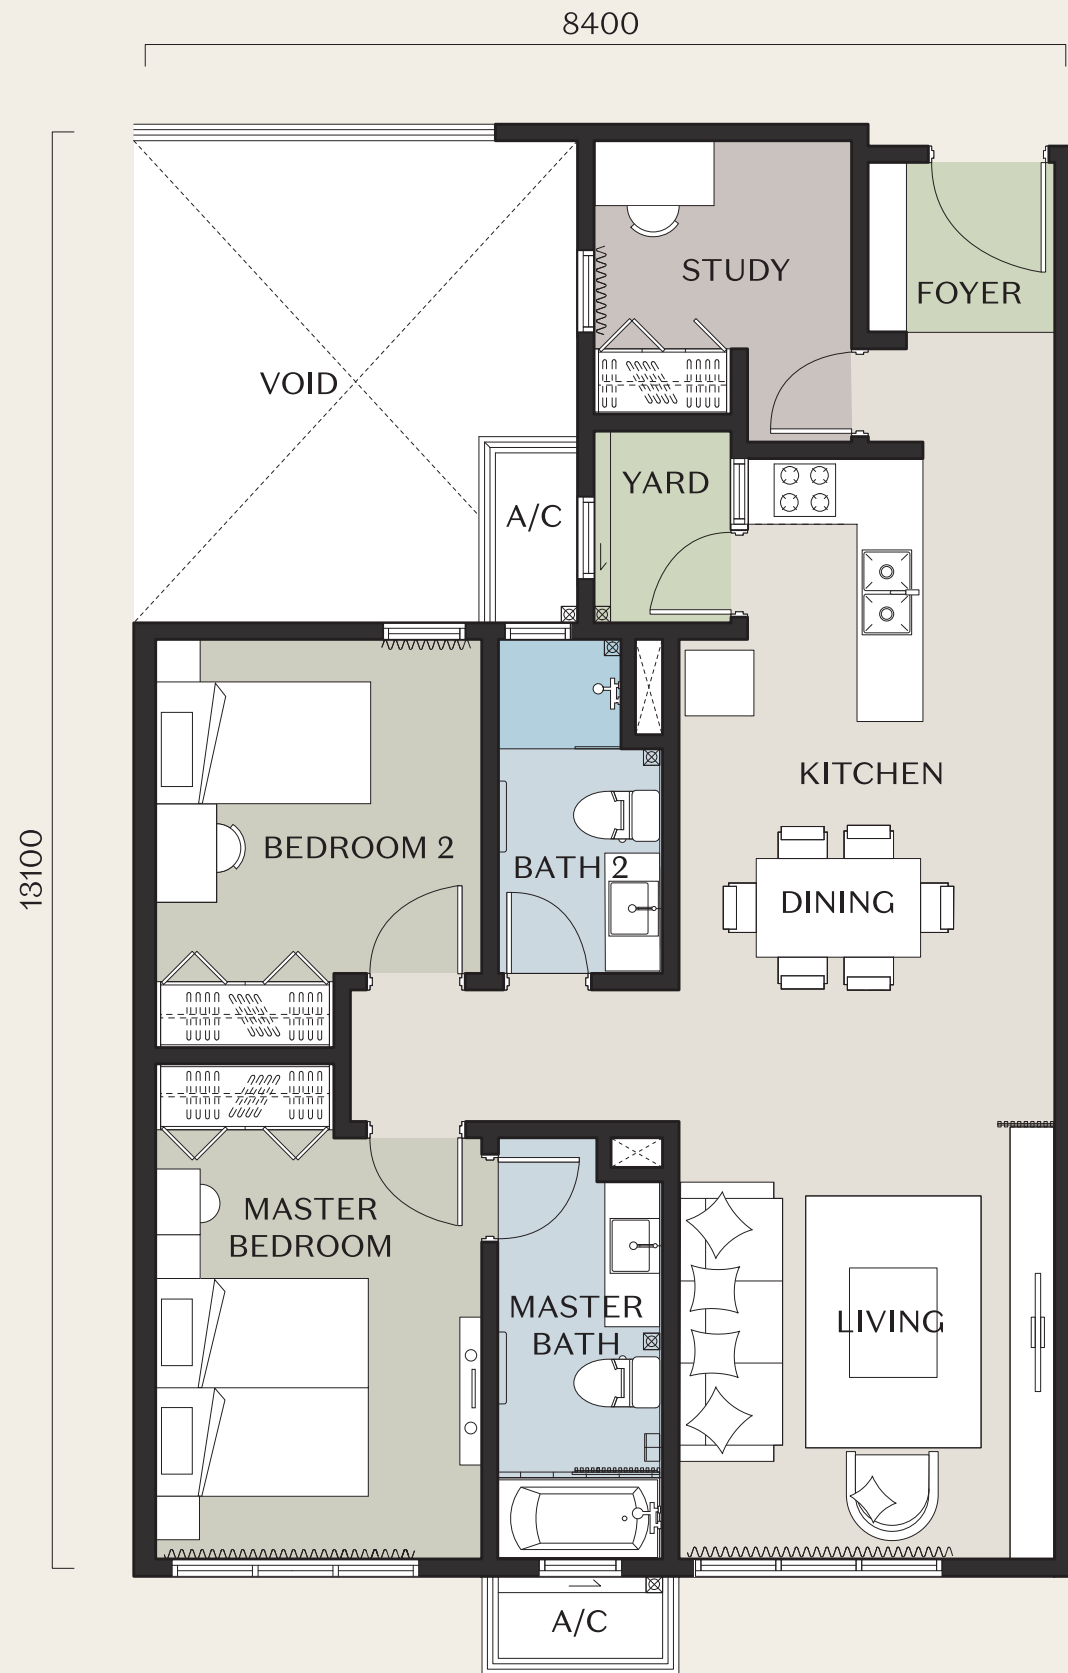 8400
STUDY
FOYER
VOID
YARD
A/C
KITCHEN
BEDROOM 2
BATH 2
DINING
13100
MASTER
BEDROOM
MASTER
BATH
LIVING
A/C